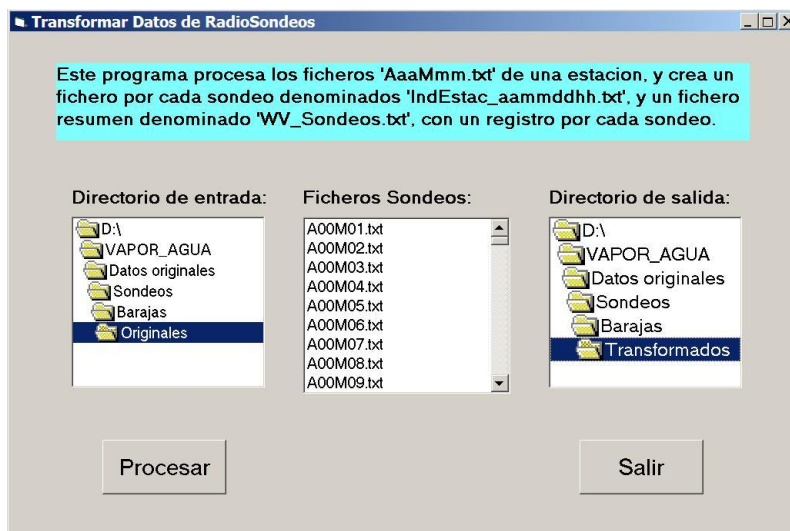 Transformar Datos de RadioSondeos
Este programa procesa los ficheros 'AaaMmm.txt' de una estacion, y crea un
fichero por cada sondeo denominados 'IndEstac_aammddhh.txt', y un fichero
resumen denominado 'WV_Sondeos.txt', con un registro por cada sondeo.
Directorio de entrada:
D:\
VAPOR_AGUA
Datos originales
Sondeos
Barajas
Originales
Ficheros Sondeos:
A00M01.txt
A00M02.txt
A00M03.txt
A00M04.txt
A00M05.txt
A00M06.txt
A00M07.txt
A00M08.txt
A00M09.txt
Directorio de salida:
D:\
VAPOR_AGUA
Datos originales
Sondeos
Barajas
Transformados
Procesar
Salir